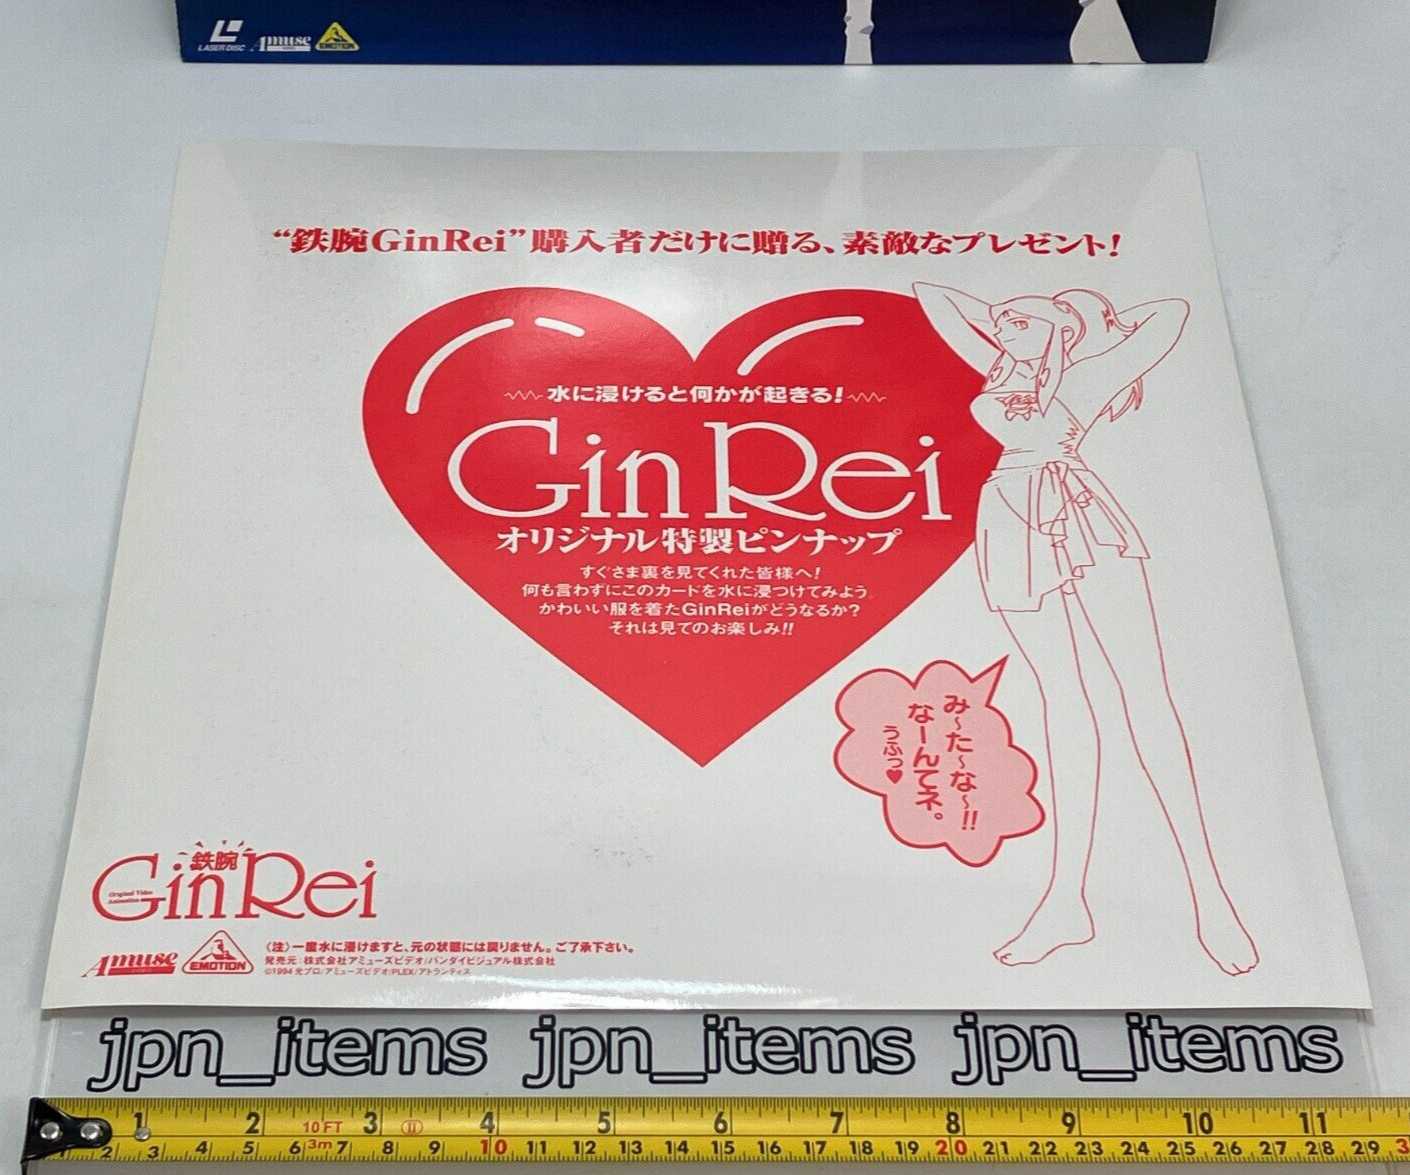 LASER DISC Amuse EMOTION
“鉄腕GinRei”購入者だけに贈る、素敵なプレゼント!
水に浸けると何かが起きる!
GinRei
オリジナル特製ピンナップ
すぐさま裏を見てくれた皆様へ!
何も言わずにこのカードを水に浸つけてみよう。
かわいい服を着たGinReiがどうなるか?
それは見てのお楽しみ!!
み〜た〜な〜!!
なーんてネ。
うふっ♥
鉄腕
GinRei
Original Video
Animation
Amuse EMOTION
〈注〉一度水に浸けますと、元の状態には戻りません。ご了承下さい。
発売元:株式会社アミューズビデオ/バンダイビジュアル株式会社
©1994 光プロ/アミューズビデオ/PLEX/アトランティス
jpn_items jpn_items jpn_items
1 2 10 FT 3 11 4 5 6 7 8 9 10 11
1 2 3 4 5 6 3m 7 8 9 10 11 12 13 14 15 16 17 18 19 20 21 22 23 24 25 26 27 28 29 3